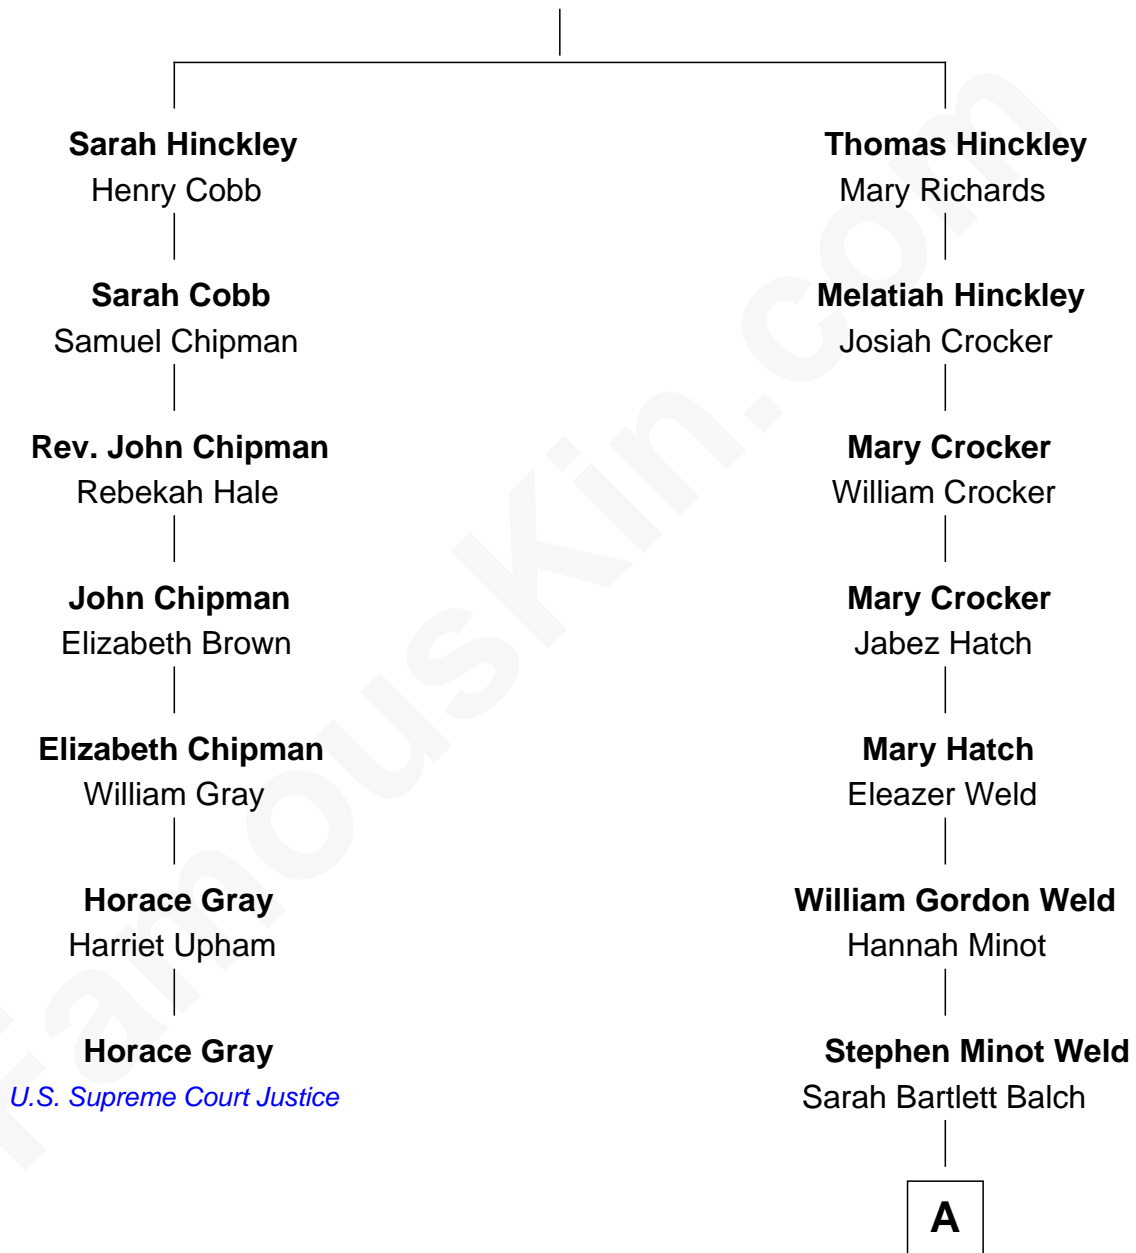 Sarah Hinckley
Henry Cobb
Sarah Cobb
Samuel Chipman
Rev. John Chipman
Rebekah Hale
John Chipman
Elizabeth Brown
Elizabeth Chipman
William Gray
Horace Gray
Harriet Upham
Horace Gray
U.S. Supreme Court Justice
Thomas Hinckley
Mary Richards
Melatiah Hinckley
Josiah Crocker
Mary Crocker
William Crocker
Mary Crocker
Jabez Hatch
Mary Hatch
Eleazer Weld
William Gordon Weld
Hannah Minot
Stephen Minot Weld
Sarah Bartlett Balch
A
FamousKin.com